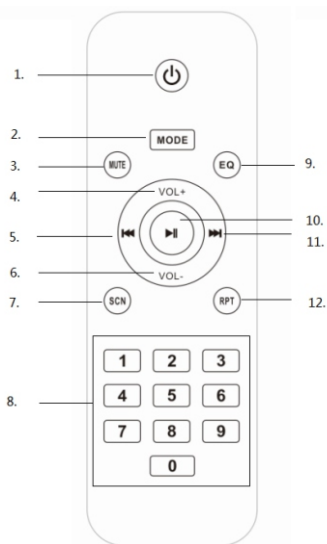 1.
2. MODE
3. MUTE EQ 9.
4. VOL+
10.
5. 11.
6. VOL-
7. SCN RPT 12.
1 2 3
4 5 6
8.
7 8 9
0